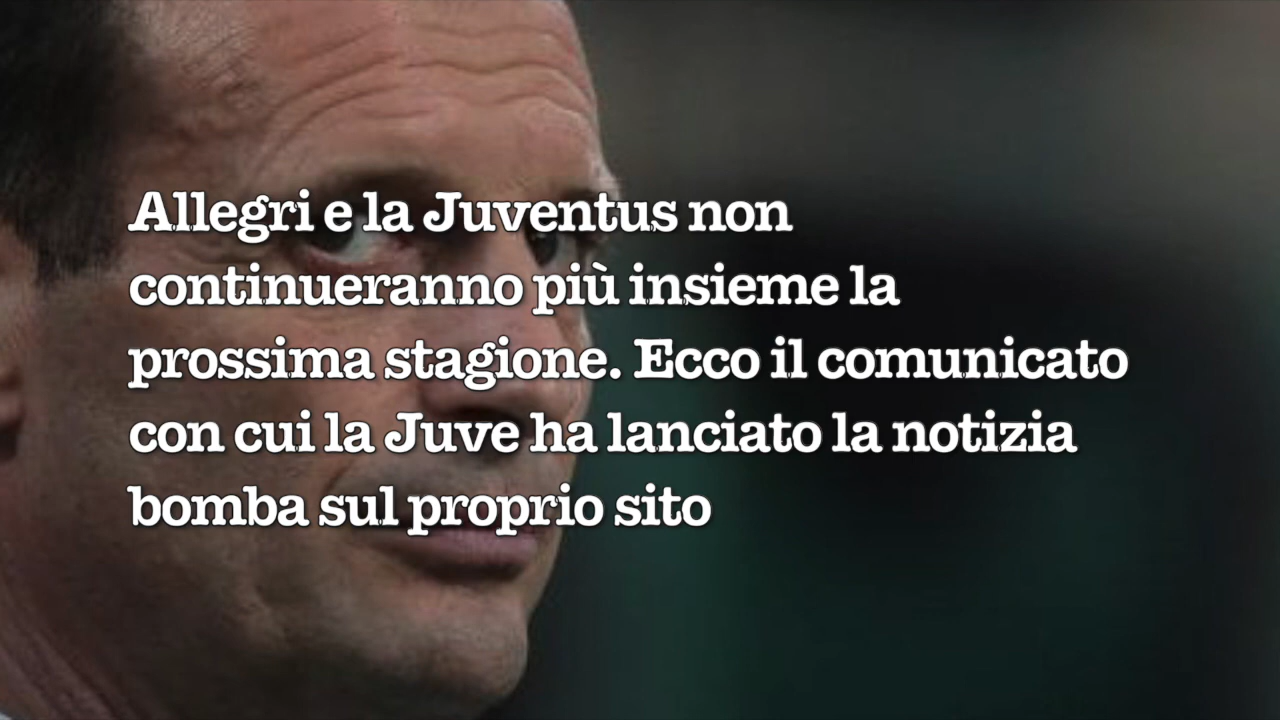 Allegri e la Juventus non
continueranno più insieme la
prossima stagione. Ecco il comunicato
con cui la Juve ha lanciato la notizia
bomba sul proprio sito